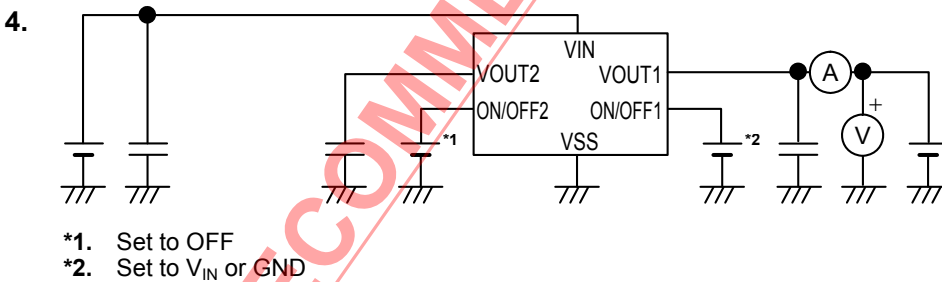 4.
VIN
VOUT2
VOUT1
ON/OFF2
ON/OFF1
VSS
*1
*2
A
+
V
*1. Set to OFF
*2. Set to VIN or GND
ECOMME